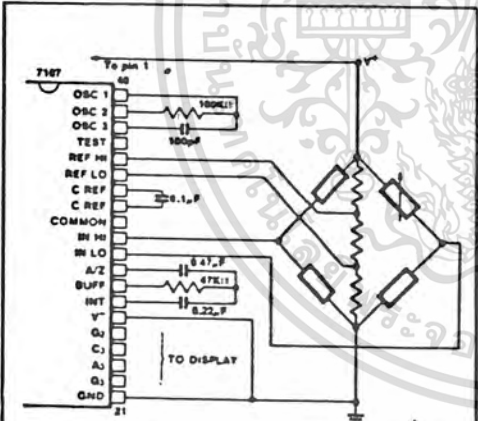 To pin 1
V+
7107
40
OSC 1
OSC 2
100KΩ
OSC 3
100pF
TEST
REF HI
REF LO
C REF
0.1µF
C REF
COMMON
IN HI
IN LO
A/Z
0.47µF
BUFF
47KΩ
INT
0.22µF
V-
G2
C3
A3
TO DISPLAY
G3
GND
21